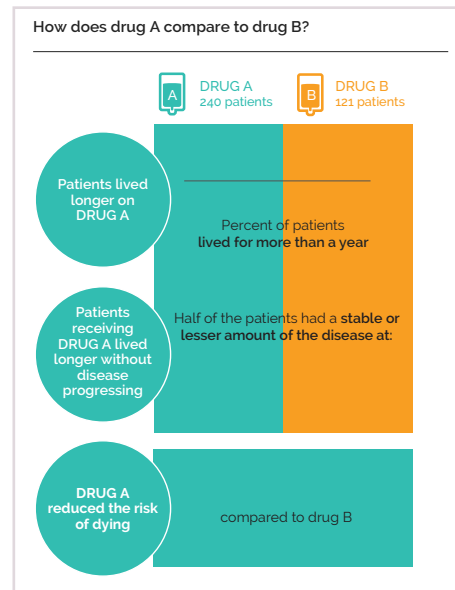 How does drug A compare to drug B?
A
DRUG A
240 patients
B
DRUG B
121 patients
Patients lived
longer on
DRUG A
Percent of patients
lived for more than a year
Patients
receiving
DRUG A lived
longer without
disease
progressing
Half of the patients had a stable or
lesser amount of the disease at:
DRUG A
reduced the risk
of dying
compared to drug B